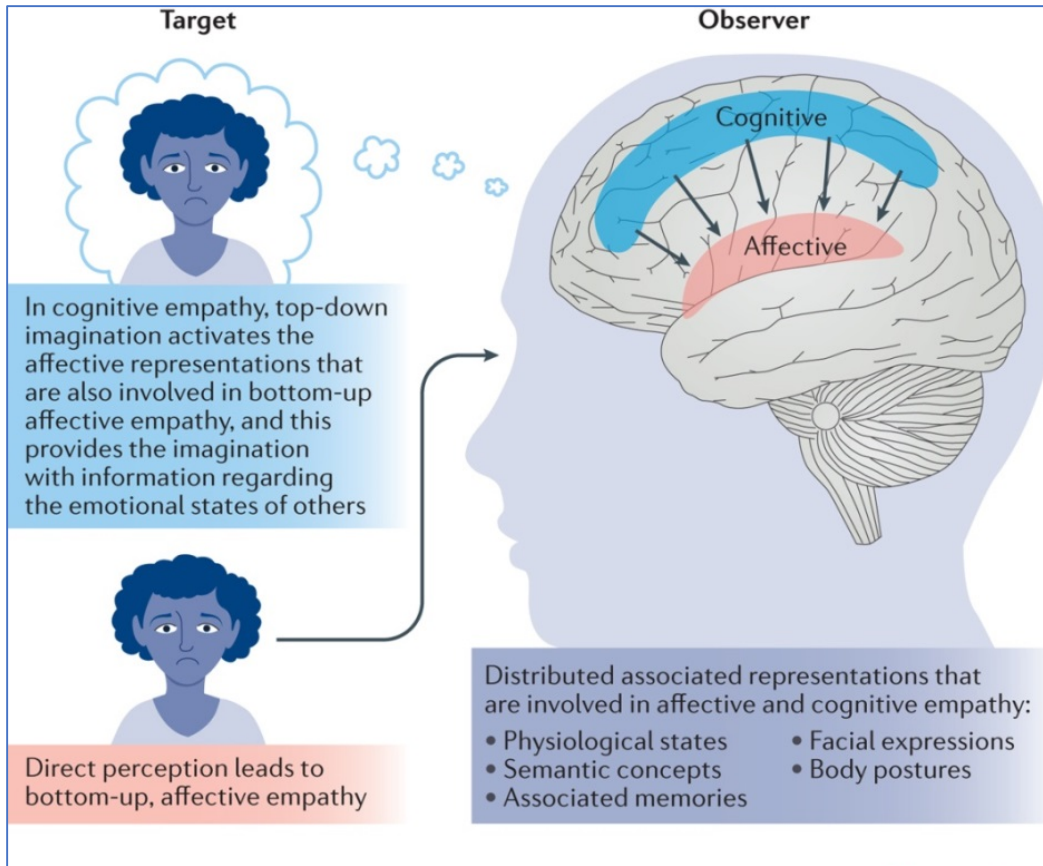 Target
In cognitive empathy, top-down
imagination activates the
affective representations that
are also involved in bottom-up
affective empathy, and this
provides the imagination
with information regarding
the emotional states of others
Direct perception leads to
bottom-up, affective empathy
Observer
Cognitive
Affective
Distributed associated representations that
are involved in affective and cognitive empathy:
• Physiological states
• Semantic concepts
• Associated memories
• Facial expressions
• Body postures